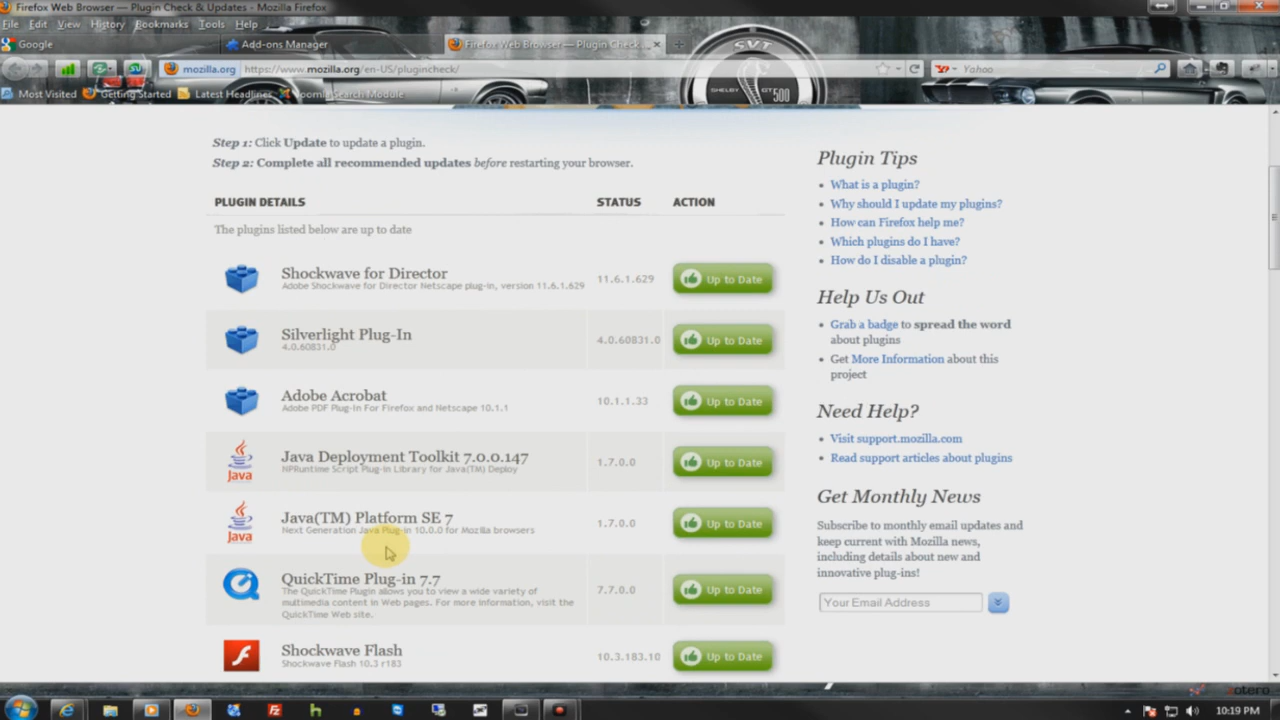 Firefox Web Browser — Plugin Check & Updates - Mozilla Firefox
File Edit View History Bookmarks Tools Help
Google
Add-ons Manager
Firefox Web Browser — Plugin Check...
SVT
mozilla.org
https://www.mozilla.org/en-US/plugincheck/
Yahoo
Most Visited
Getting Started
Latest Headlines
Joomla Search Module
SHELBY GT
500
Step 1: Click Update to update a plugin.
Step 2: Complete all recommended updates before restarting your browser.
PLUGIN DETAILS STATUS ACTION
The plugins listed below are up to date
Shockwave for Director
Adobe Shockwave for Director Netscape plug-in, version 11.6.1.629
11.6.1.629
Up to Date
Silverlight Plug-In
4.0.60831.0
4.0.60831.0
Up to Date
Adobe Acrobat
Adobe PDF Plug-In For Firefox and Netscape 10.1.1
10.1.1.33
Up to Date
Java
Java Deployment Toolkit 7.0.0.147
NPRuntime Script Plug-in Library for Java(TM) Deploy
1.7.0.0
Up to Date
Java
Java(TM) Platform SE 7
Next Generation Java Plug-in 10.0.0 for Mozilla browsers
1.7.0.0
Up to Date
QuickTime Plug-in 7.7
The QuickTime Plugin allows you to view a wide variety of
multimedia content in Web pages. For more information, visit the
QuickTime Web site.
7.7.0.0
Up to Date
Shockwave Flash
Shockwave Flash 10.3 r183
10.3.183.10
Up to Date
Plugin Tips
• What is a plugin?
• Why should I update my plugins?
• How can Firefox help me?
• Which plugins do I have?
• How do I disable a plugin?
Help Us Out
• Grab a badge to spread the word
about plugins
• Get More Information about this
project
Need Help?
• Visit support.mozilla.com
• Read support articles about plugins
Get Monthly News
Subscribe to monthly email updates and
keep current with Mozilla news,
including details about new and
innovative plug-ins!
Your Email Address
zotero
10:19 PM